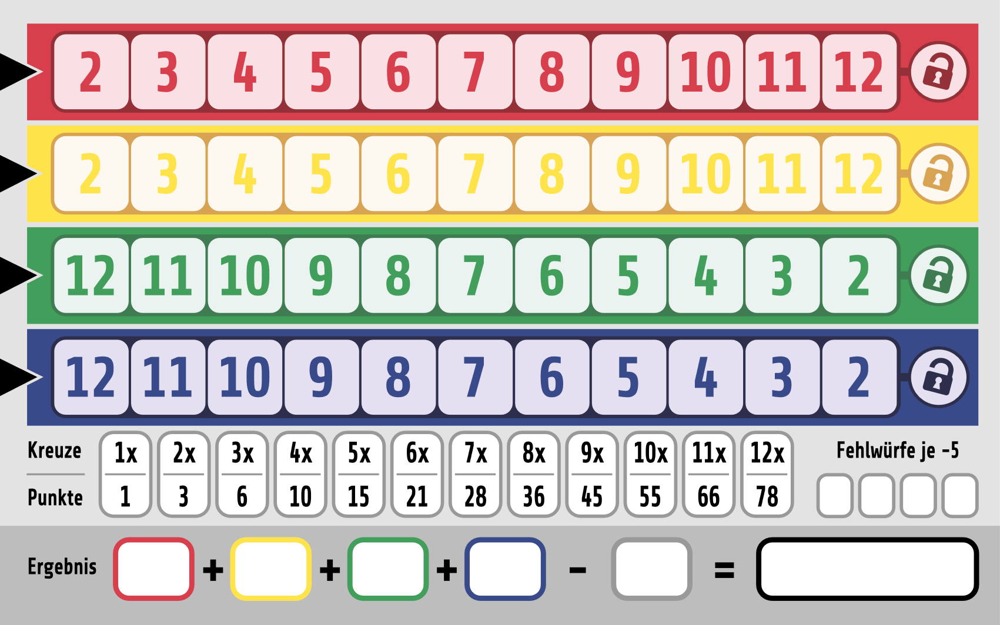 2 3 4 5 6 7 8 9 10 11 12
2 3 4 5 6 7 8 9 10 11 12
12 11 10 9 8 7 6 5 4 3 2
12 11 10 9 8 7 6 5 4 3 2
Kreuze 1x 2x 3x 4x 5x 6x 7x 8x 9x 10x 11x 12x Fehlwürfe je -5
Punkte 1 3 6 10 15 21 28 36 45 55 66 78
Ergebnis + + + - =